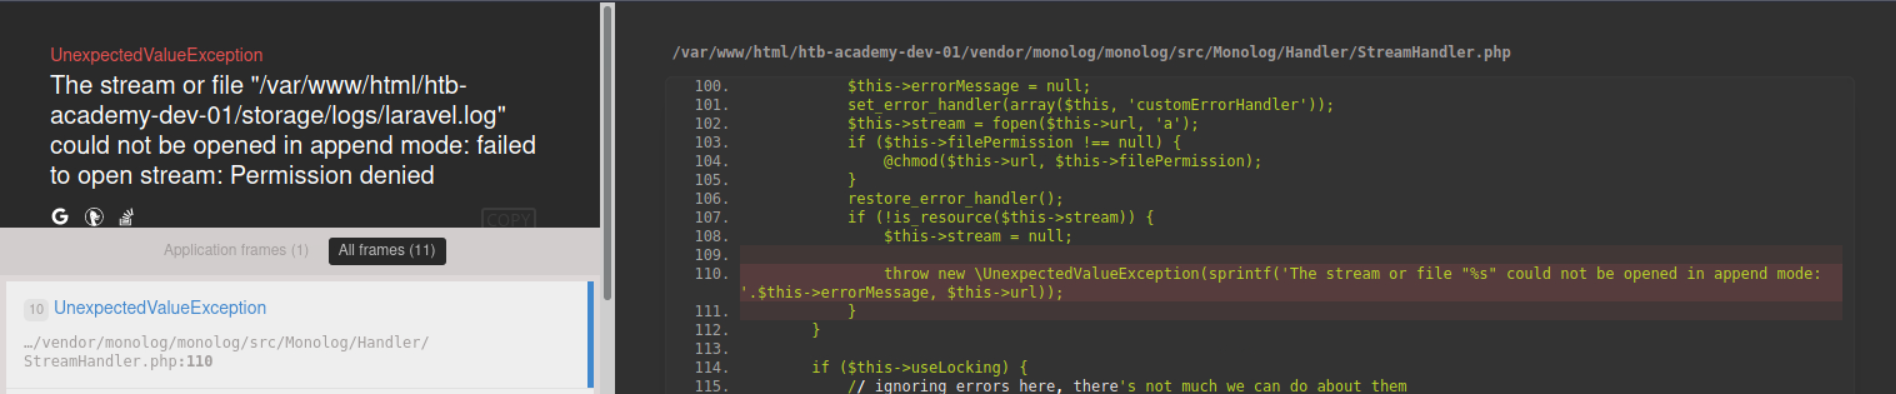 UnexpectedValueException
The stream or file "/var/www/html/htb-
academy-dev-01/storage/logs/laravel.log"
could not be opened in append mode: failed
to open stream: Permission denied
G
COPY
Application frames (1)
All frames (11)
10 UnexpectedValueException
…/vendor/monolog/monolog/src/Monolog/Handler/
StreamHandler.php:110
/var/www/html/htb-academy-dev-01/vendor/monolog/monolog/src/Monolog/Handler/StreamHandler.php
100.             $this->errorMessage = null;
101.             set_error_handler(array($this, 'customErrorHandler'));
102.             $this->stream = fopen($this->url, 'a');
103.             if ($this->filePermission !== null) {
104.                 @chmod($this->url, $this->filePermission);
105.             }
106.             restore_error_handler();
107.             if (!is_resource($this->stream)) {
108.                 $this->stream = null;
109.
110.                 throw new \UnexpectedValueException(sprintf('The stream or file "%s" could not be opened in append mode:
'.$this->errorMessage, $this->url));
111.             }
112.         }
113.
114.         if ($this->useLocking) {
115.             // ignoring errors here, there's not much we can do about them